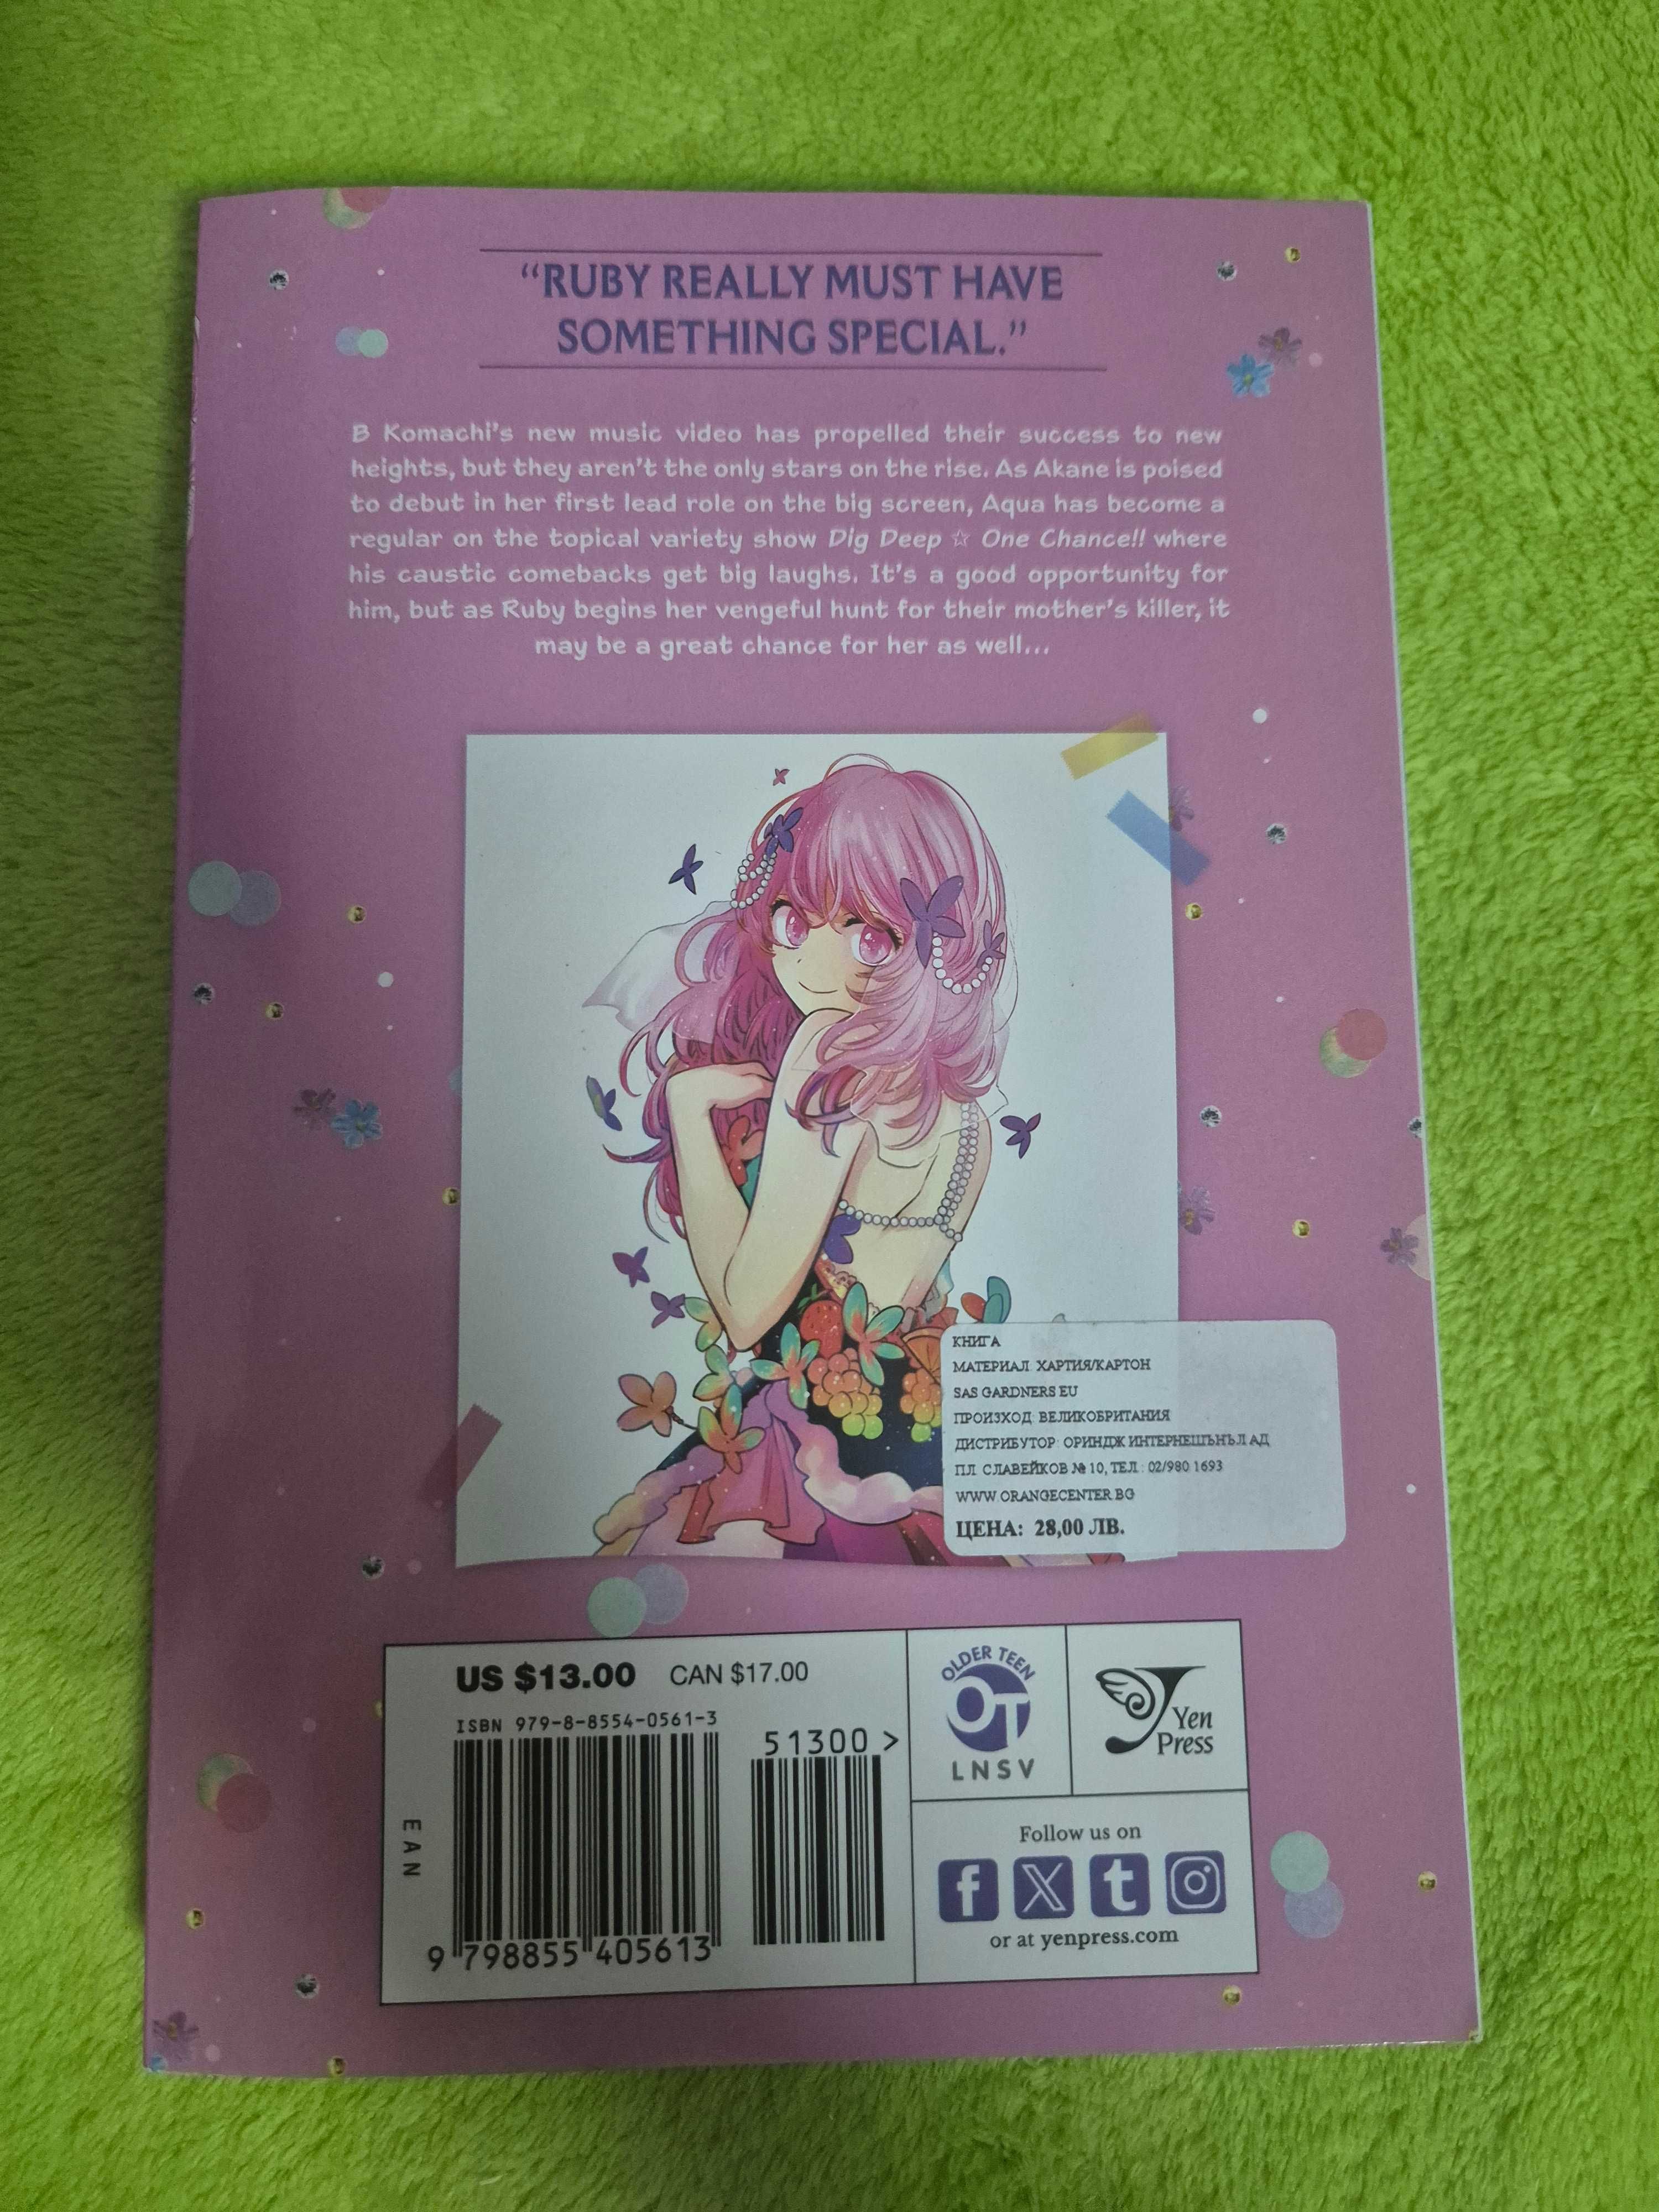 “RUBY REALLY MUST HAVE
SOMETHING SPECIAL.”
B Komachi’s new music video has propelled their success to new
heights, but they aren’t the only stars on the rise. As Akane is poised
to debut in her first lead role on the big screen, Aqua has become a
regular on the topical variety show Dig Deep ☆ One Chance!! where
his caustic comebacks get big laughs. It’s a good opportunity for
him, but as Ruby begins her vengeful hunt for their mother’s killer, it
may be a great chance for her as well...
КНИГА
МАТЕРИАЛ: ХАРТИЯ/КАРТОН
SAS GARDNERS EU
ПРОИЗХОД: ВЕЛИКОБРИТАНИЯ
ДИСТРИБУТОР: ОРИНДЖ ИНТЕРНЕШЪНЪЛ АД
ПЛ. СЛАВЕЙКОВ № 10, ТЕЛ.: 02/980 1693
WWW.ORANGECENTER.BG
ЦЕНА: 28,00 ЛВ.
US $13.00 CAN $17.00
ISBN 979-8-8554-0561-3
51300 >
EAN
9 798855 405613
OLDER TEEN
OT
LNSV
Yen
Press
Follow us on
f X t
or at yenpress.com